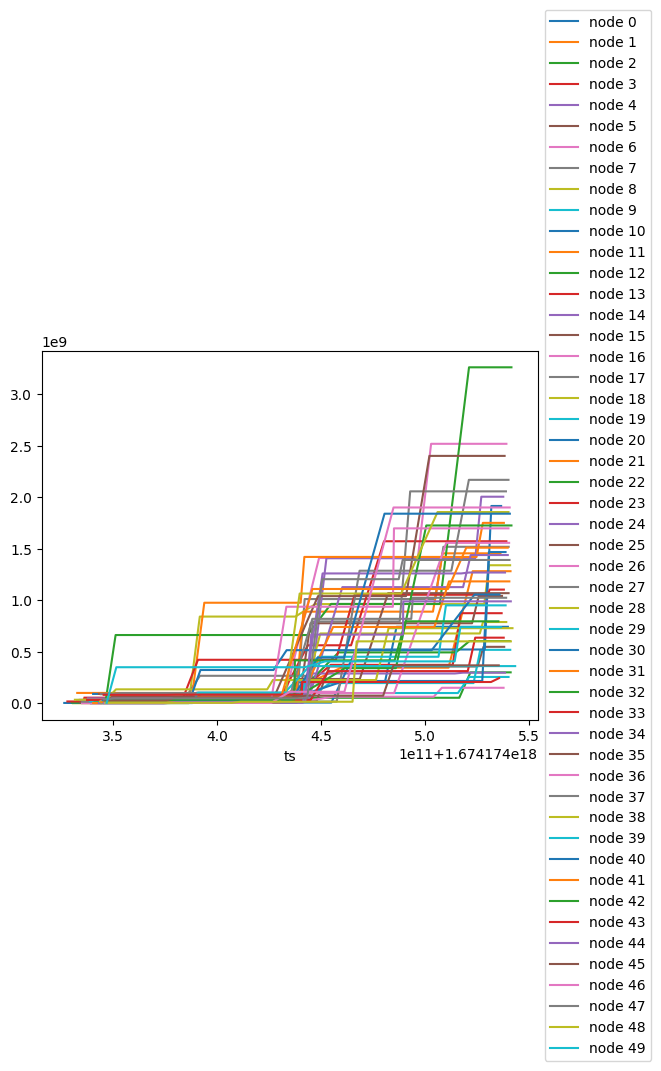 1e9
3.0
2.5
2.0
1.5
1.0
0.5
0.0
3.5 4.0 4.5 5.0 5.5
ts
1e11+1.674174e18
node 0
node 1
node 2
node 3
node 4
node 5
node 6
node 7
node 8
node 9
node 10
node 11
node 12
node 13
node 14
node 15
node 16
node 17
node 18
node 19
node 20
node 21
node 22
node 23
node 24
node 25
node 26
node 27
node 28
node 29
node 30
node 31
node 32
node 33
node 34
node 35
node 36
node 37
node 38
node 39
node 40
node 41
node 42
node 43
node 44
node 45
node 46
node 47
node 48
node 49